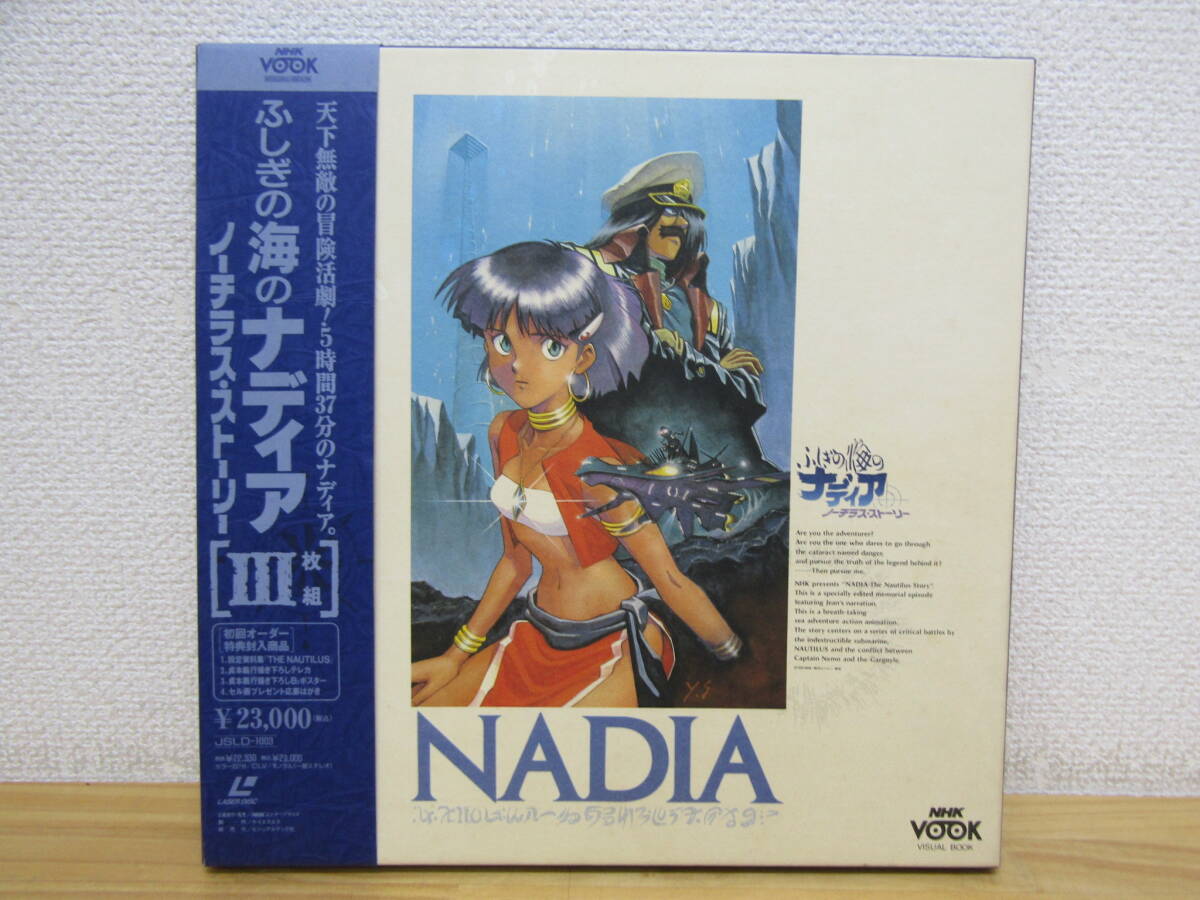 NHK
VOOK
VISUAL BOOK
天下無敵の冒険活劇!5時間37分のナディア。
ふしぎの海のナディア
ノーチラス・ストーリー
[III枚組]
初回オーダー
特典封入商品
1.設定資料集「THE NAUTILUS」
2.貞本義行描き下ろしテレカ
3.貞本義行描き下ろしB2ポスター
4.セル画プレゼント応募はがき
¥23,000(税込)
JSLD-1003
LASER DISC
Y.S
ふしぎの海の
ナディア
ノーチラス・ストーリー
Are you the adventurer?
Are you the one who dares to go through
the cataract named danger,
and pursue the truth of the legend behind it?
——Then pursue me.
NHK presents "NADIA-The Nautilus Story".
This is a specially edited memorial episode
featuring Jean's narration.
This is a breath-taking
sea adventure action animation.
The story centers on a series of critical battles by
the indestructible submarine,
NAUTILUS and the conflict between
Captain Nemo and the Gargoyle.
NADIA
NHK
VOOK
VISUAL BOOK